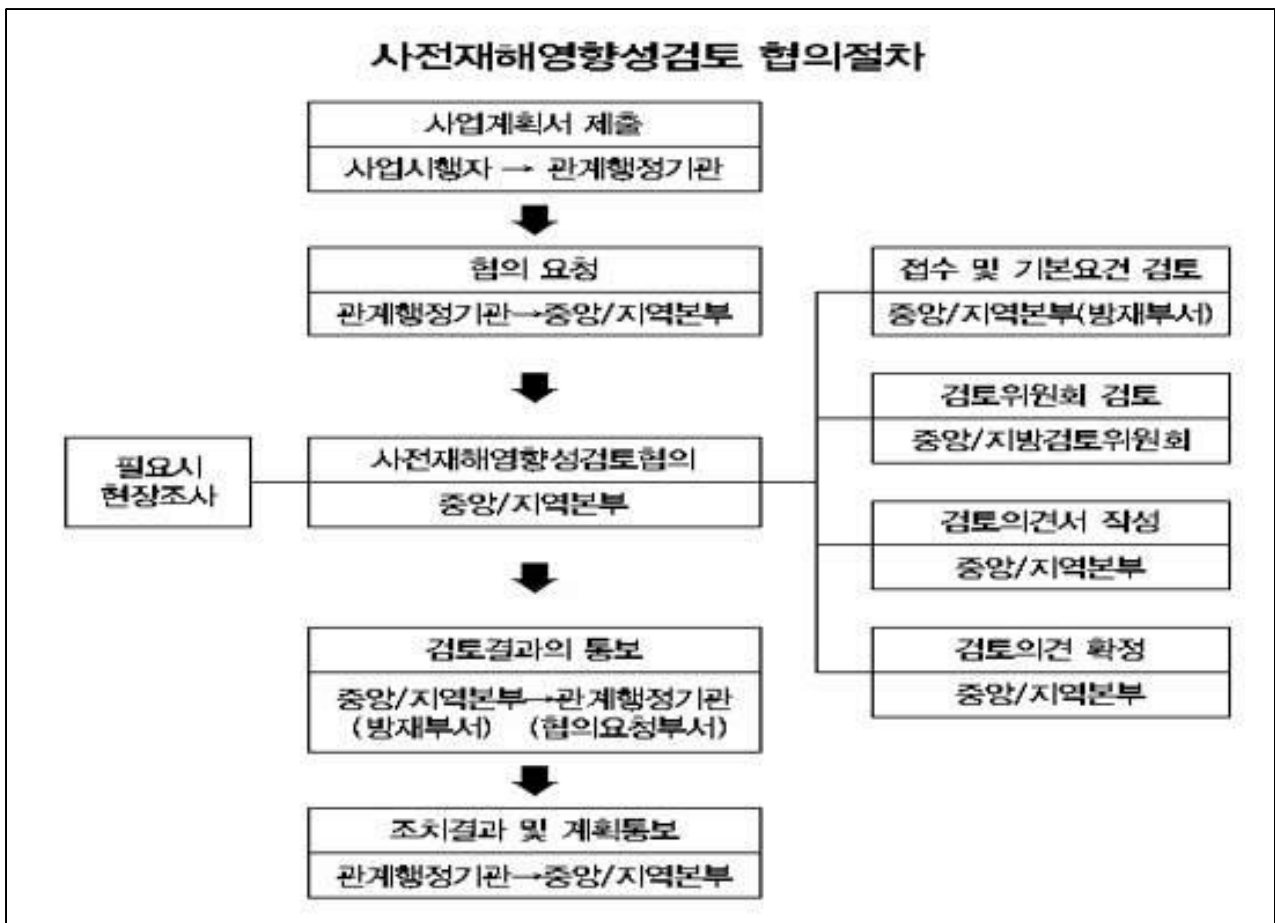 사전재해영향성검토 협의절차
사업계획서 제출
사업시행자 → 관계행정기관
협의 요청
관계행정기관→중앙/지역본부
접수 및 기본요건 검토
중앙/지역본부(방재부서)
검토위원회 검토
중앙/지방검토위원회
필요시
현장조사
사전재해영향성검토협의
중앙/지역본부
검토의견서 작성
중앙/지역본부
검토의견 확정
중앙/지역본부
검토결과의 통보
중앙/지역본부→관계행정기관
(방재부서) (협의요청부서)
조치결과 및 계획통보
관계행정기관→중앙/지역본부